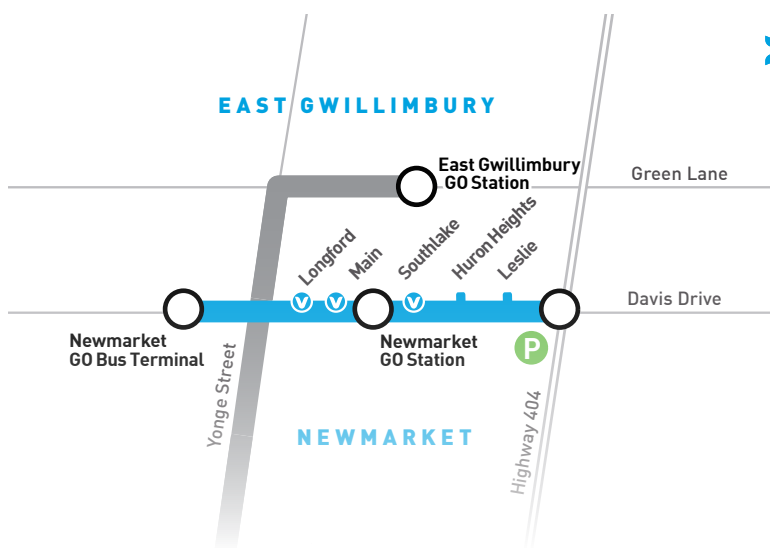 EAST GWILLIMBURY
East Gwillimbury
GO Station
Green Lane
Longford
Main
Southlake
Huron Heights
Leslie
V
V
V
Davis Drive
Newmarket
GO Bus Terminal
Newmarket
GO Station
P
Yonge Street
Highway 404
NEWMARKET